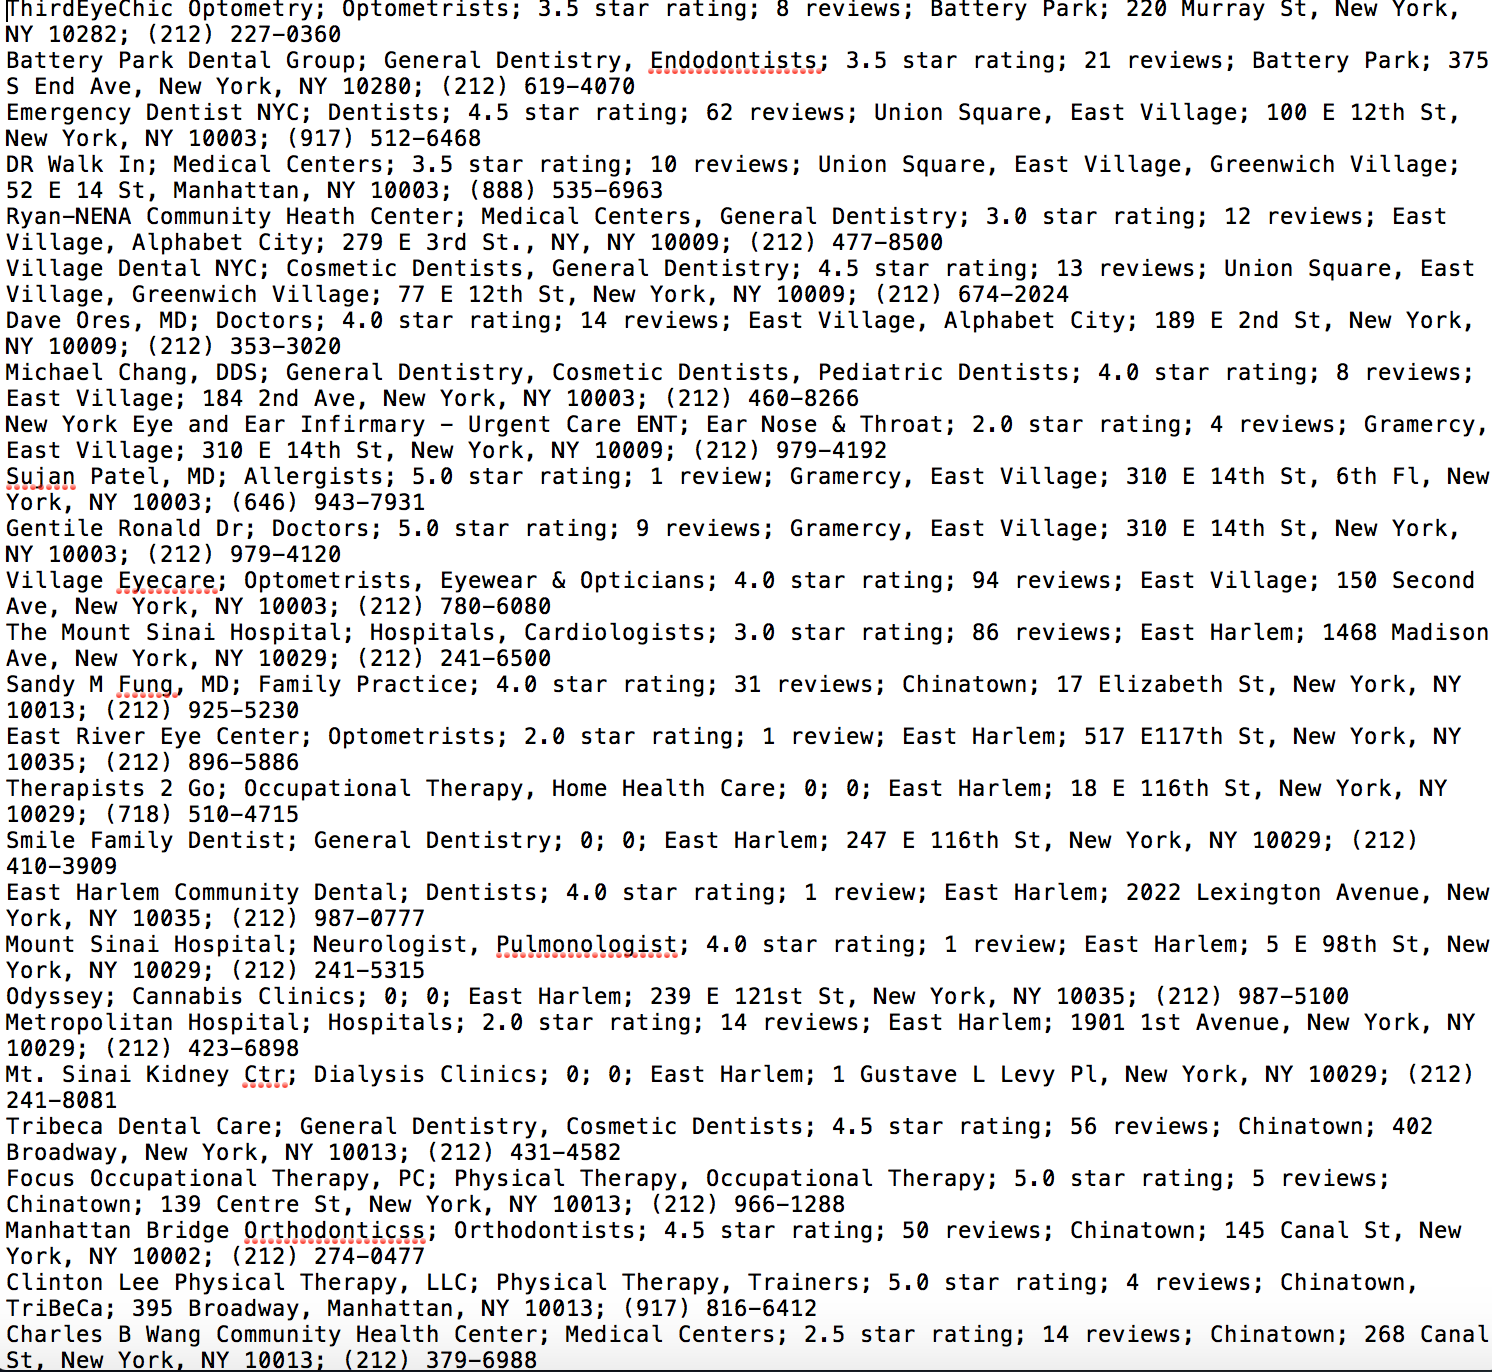 ThirdEyeChic Optometry; Optometrists; 3.5 star rating; 8 reviews; Battery Park; 220 Murray St, New York,
NY 10282; (212) 227-0360
Battery Park Dental Group; General Dentistry, Endodontists; 3.5 star rating; 21 reviews; Battery Park; 375
S End Ave, New York, NY 10280; (212) 619-4070
Emergency Dentist NYC; Dentists; 4.5 star rating; 62 reviews; Union Square, East Village; 100 E 12th St,
New York, NY 10003; (917) 512-6468
DR Walk In; Medical Centers; 3.5 star rating; 10 reviews; Union Square, East Village, Greenwich Village;
52 E 14 St, Manhattan, NY 10003; (888) 535-6963
Ryan-NENA Community Heath Center; Medical Centers, General Dentistry; 3.0 star rating; 12 reviews; East
Village, Alphabet City; 279 E 3rd St., NY, NY 10009; (212) 477-8500
Village Dental NYC; Cosmetic Dentists, General Dentistry; 4.5 star rating; 13 reviews; Union Square, East
Village, Greenwich Village; 77 E 12th St, New York, NY 10009; (212) 674-2024
Dave Ores, MD; Doctors; 4.0 star rating; 14 reviews; East Village, Alphabet City; 189 E 2nd St, New York,
NY 10009; (212) 353-3020
Michael Chang, DDS; General Dentistry, Cosmetic Dentists, Pediatric Dentists; 4.0 star rating; 8 reviews;
East Village; 184 2nd Ave, New York, NY 10003; (212) 460-8266
New York Eye and Ear Infirmary - Urgent Care ENT; Ear Nose & Throat; 2.0 star rating; 4 reviews; Gramercy,
East Village; 310 E 14th St, New York, NY 10009; (212) 979-4192
Sujan Patel, MD; Allergists; 5.0 star rating; 1 review; Gramercy, East Village; 310 E 14th St, 6th Fl, New
York, NY 10003; (646) 943-7931
Gentile Ronald Dr; Doctors; 5.0 star rating; 9 reviews; Gramercy, East Village; 310 E 14th St, New York,
NY 10003; (212) 979-4120
Village Eyecare; Optometrists, Eyewear & Opticians; 4.0 star rating; 94 reviews; East Village; 150 Second
Ave, New York, NY 10003; (212) 780-6080
The Mount Sinai Hospital; Hospitals, Cardiologists; 3.0 star rating; 86 reviews; East Harlem; 1468 Madison
Ave, New York, NY 10029; (212) 241-6500
Sandy M Fung, MD; Family Practice; 4.0 star rating; 31 reviews; Chinatown; 17 Elizabeth St, New York, NY
10013; (212) 925-5230
East River Eye Center; Optometrists; 2.0 star rating; 1 review; East Harlem; 517 E117th St, New York, NY
10035; (212) 896-5886
Therapists 2 Go; Occupational Therapy, Home Health Care; 0; 0; East Harlem; 18 E 116th St, New York, NY
10029; (718) 510-4715
Smile Family Dentist; General Dentistry; 0; 0; East Harlem; 247 E 116th St, New York, NY 10029; (212)
410-3909
East Harlem Community Dental; Dentists; 4.0 star rating; 1 review; East Harlem; 2022 Lexington Avenue, New
York, NY 10035; (212) 987-0777
Mount Sinai Hospital; Neurologist, Pulmonologist; 4.0 star rating; 1 review; East Harlem; 5 E 98th St, New
York, NY 10029; (212) 241-5315
Odyssey; Cannabis Clinics; 0; 0; East Harlem; 239 E 121st St, New York, NY 10035; (212) 987-5100
Metropolitan Hospital; Hospitals; 2.0 star rating; 14 reviews; East Harlem; 1901 1st Avenue, New York, NY
10029; (212) 423-6898
Mt. Sinai Kidney Ctr; Dialysis Clinics; 0; 0; East Harlem; 1 Gustave L Levy Pl, New York, NY 10029; (212)
241-8081
Tribeca Dental Care; General Dentistry, Cosmetic Dentists; 4.5 star rating; 56 reviews; Chinatown; 402
Broadway, New York, NY 10013; (212) 431-4582
Focus Occupational Therapy, PC; Physical Therapy, Occupational Therapy; 5.0 star rating; 5 reviews;
Chinatown; 139 Centre St, New York, NY 10013; (212) 966-1288
Manhattan Bridge Orthodonticss; Orthodontists; 4.5 star rating; 50 reviews; Chinatown; 145 Canal St, New
York, NY 10002; (212) 274-0477
Clinton Lee Physical Therapy, LLC; Physical Therapy, Trainers; 5.0 star rating; 4 reviews; Chinatown,
TriBeCa; 395 Broadway, Manhattan, NY 10013; (917) 816-6412
Charles B Wang Community Health Center; Medical Centers; 2.5 star rating; 14 reviews; Chinatown; 268 Canal
St, New York, NY 10013; (212) 379-6988